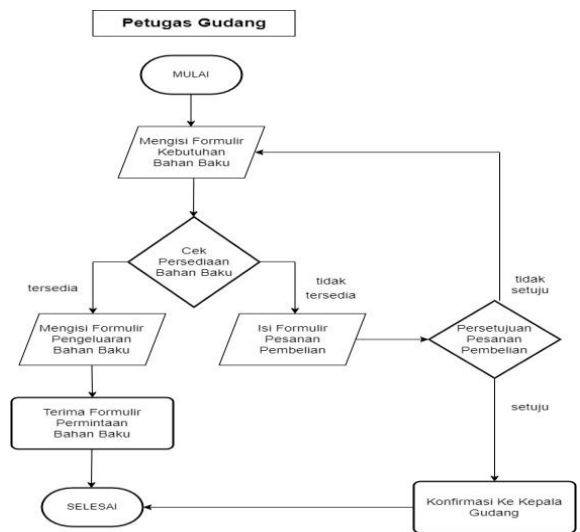 Petugas Gudang
MULAI
Mengisi Formulir
Kebutuhan
Bahan Baku
Cek
Persediaan
Bahan Baku
tersedia
tidak
tersedia
Mengisi Formulir
Pengeluaran
Bahan Baku
Isi Formulir
Pesanan
Pembelian
Persetujuan
Pesanan
Pembelian
tidak
setuju
setuju
Terima Formulir
Permintaan
Bahan Baku
Konfirmasi Ke Kepala
Gudang
SELESAI